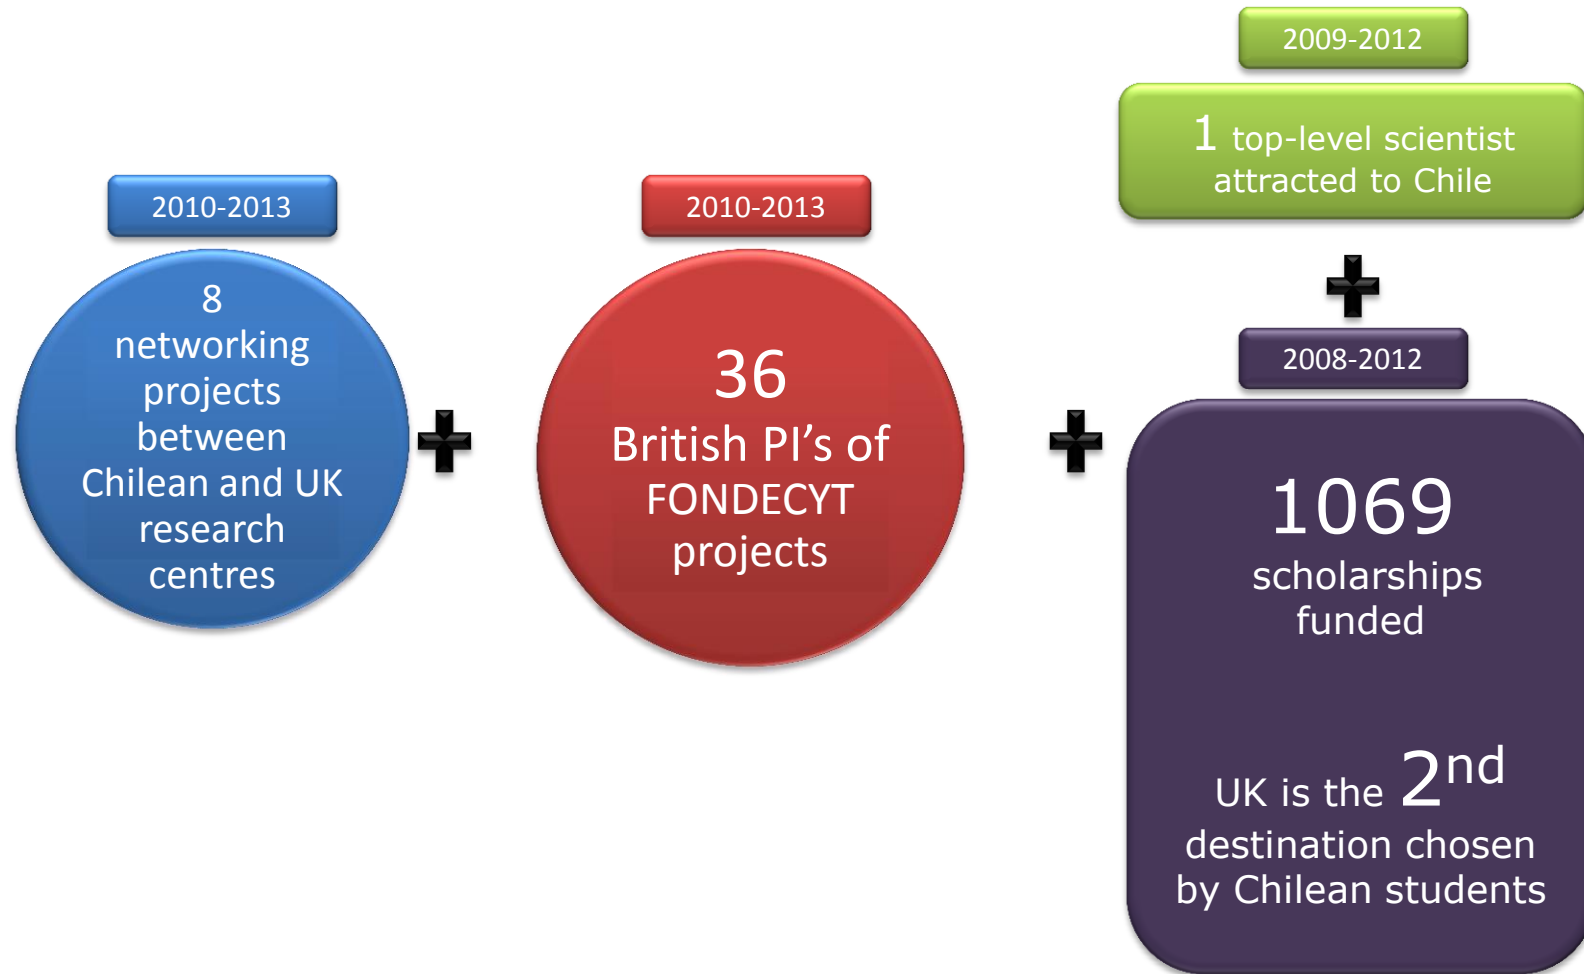 2010-2013
8
networking
projects
between
Chilean and UK
research
centres
2010-2013
36
British PI’s of
FONDECYT
projects
2009-2012
1 top-level scientist
attracted to Chile
2008-2012
1069
scholarships
funded
UK is the 2nd
destination chosen
by Chilean students